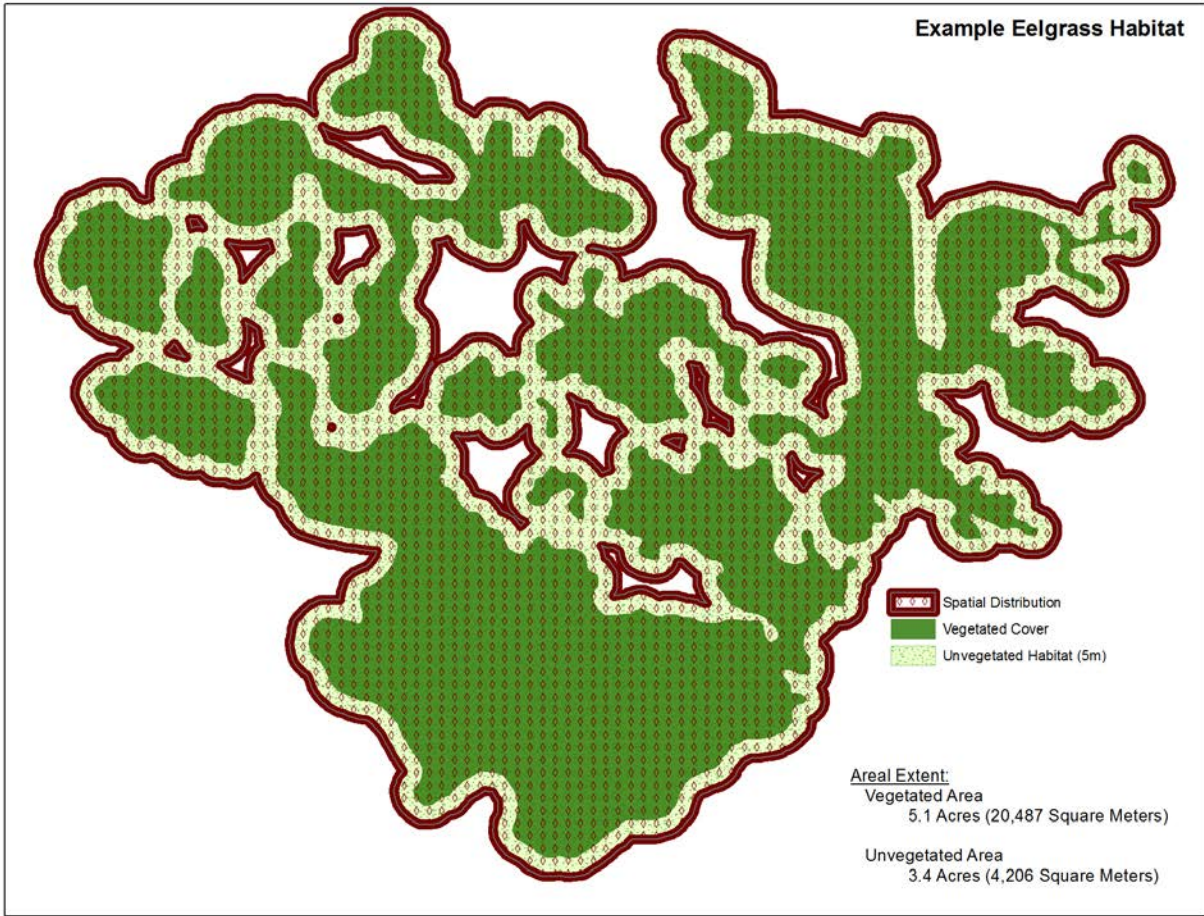 Example Eelgrass Habitat
Spatial Distribution
Vegetated Cover
Unvegetated Habitat (5m)
Areal Extent:
Vegetated Area
5.1 Acres (20,487 Square Meters)
Unvegetated Area
3.4 Acres (4,206 Square Meters)